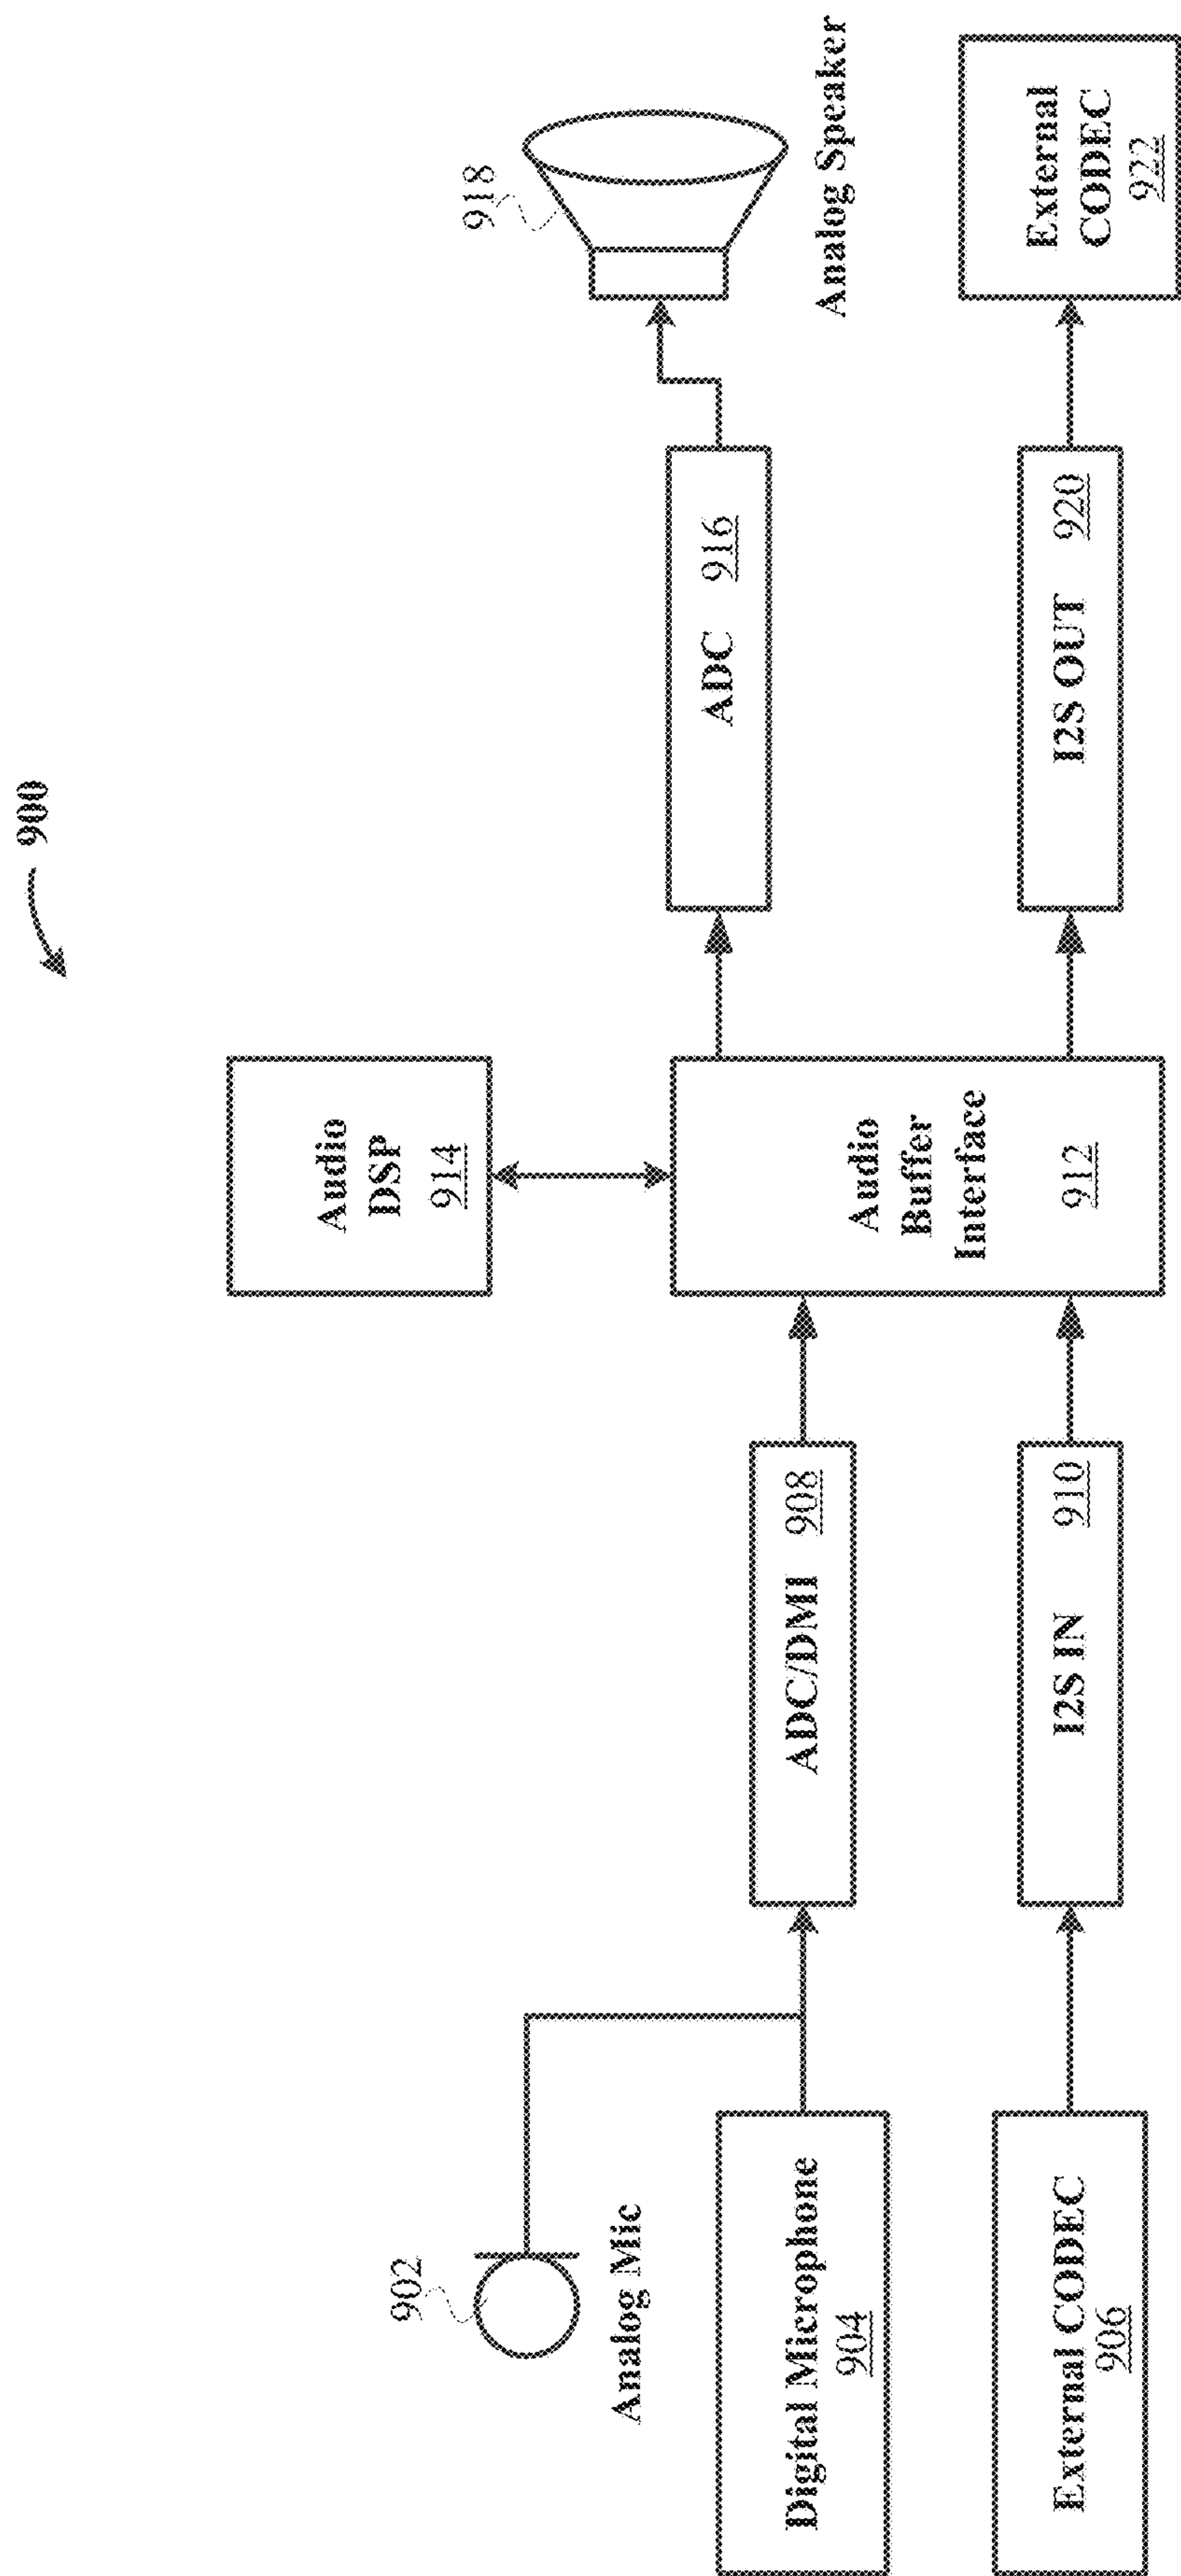 900
902
Analog Mic
Digital Microphone
904
External CODEC
906
ADC/DMI 908
I2S IN 910
Audio
DSP
914
Audio
Buffer
Interface
912
ADC 916
I2S OUT 920
918
Analog Speaker
External
CODEC
922